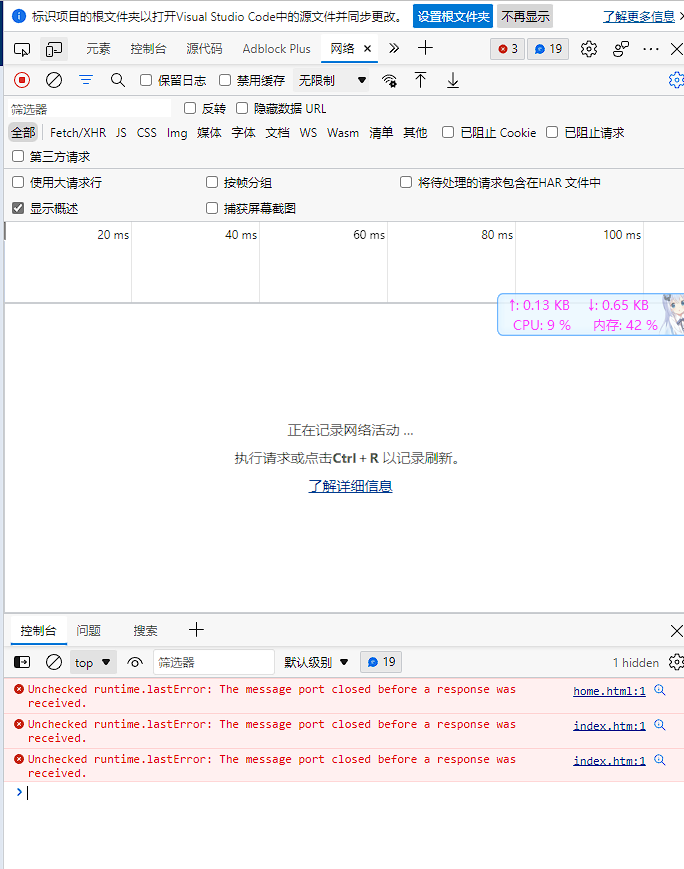 标识项目的根文件夹以打开Visual Studio Code中的源文件并同步更改。 设置根文件夹 不再显示 了解更多信息
元素 控制台 源代码 Adblock Plus 网络 3 19
保留日志 禁用缓存 无限制
筛选器 反转 隐藏数据 URL
全部 Fetch/XHR JS CSS Img 媒体 字体 文档 WS Wasm 清单 其他 已阻止 Cookie 已阻止请求
第三方请求
使用大请求行 按帧分组 将待处理的请求包含在HAR 文件中
显示概述 捕获屏幕截图
20 ms 40 ms 60 ms 80 ms 100 ms
↑: 0.13 KB ↓: 0.65 KB
CPU: 9 % 内存: 42 %
正在记录网络活动 ...
执行请求或点击Ctrl + R 以记录刷新。
了解详细信息
控制台 问题 搜索
top 筛选器 默认级别 19 1 hidden
Unchecked runtime.lastError: The message port closed before a response was home.html:1
received.
Unchecked runtime.lastError: The message port closed before a response was index.htm:1
received.
Unchecked runtime.lastError: The message port closed before a response was index.htm:1
received.